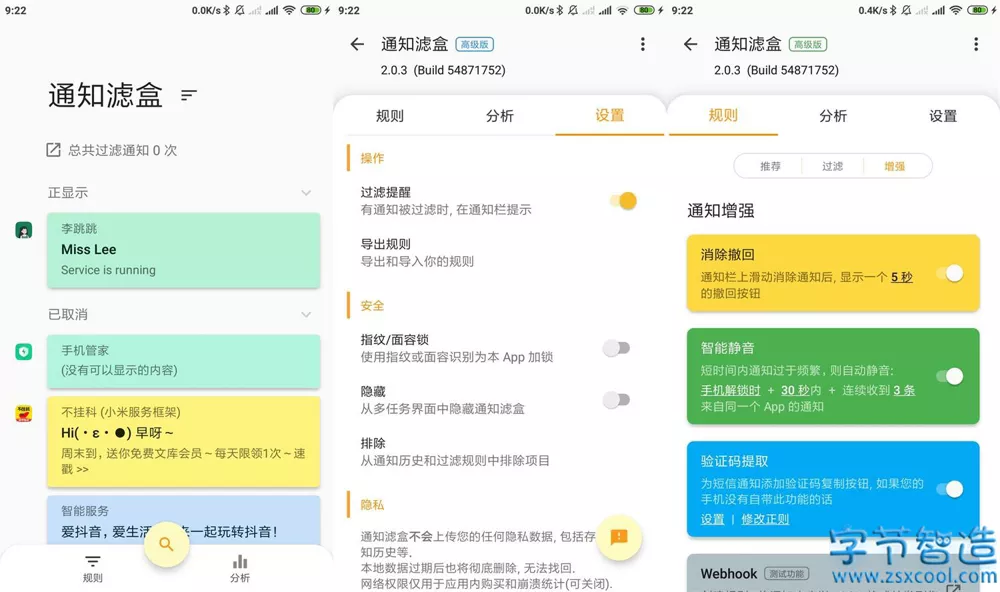 9:22
0.0K/s
80
通知滤盒
总共过滤通知 0 次
正显示
李跳跳
Miss Lee
Service is running
已取消
手机管家
(没有可以显示的内容)
不挂科 (小米服务框架)
Hi(・ε・●) 早呀～
周末到，送你免费文库会员～每天限领1次～速
戳 >>
智能服务
爱抖音，爱生活
来一起玩转抖音！
规则
分析
9:22
0.0K/s
80
通知滤盒 高级版
2.0.3 (Build 54871752)
规则 分析 设置
操作
过滤提醒
有通知被过滤时, 在通知栏提示
导出规则
导出和导入你的规则
安全
指纹/面容锁
使用指纹或面容识别为本 App 加锁
隐藏
从多任务界面中隐藏通知滤盒
排除
从通知历史和过滤规则中排除项目
隐私
通知滤盒不会上传您的任何隐私数据, 包括存
知历史等.
本地数据过期后也将彻底删除, 无法找回.
网络权限仅用于应用内购买和崩溃统计(可关闭).
9:22
0.4K/s
80
通知滤盒 高级版
2.0.3 (Build 54871752)
规则 分析 设置
推荐 过滤 增强
通知增强
消除撤回
通知栏上滑动消除通知后, 显示一个 5 秒
的撤回按钮
智能静音
短时间内通知过于频繁, 则自动静音:
手机解锁时 + 30 秒内 + 连续收到 3 条
来自同一个 App 的通知
验证码提取
为短信通知添加验证码复制按钮, 如果您的
手机没有自带此功能的话
设置 | 修改正则
Webhook 测试功能
字节智造
www.zsxcool.com